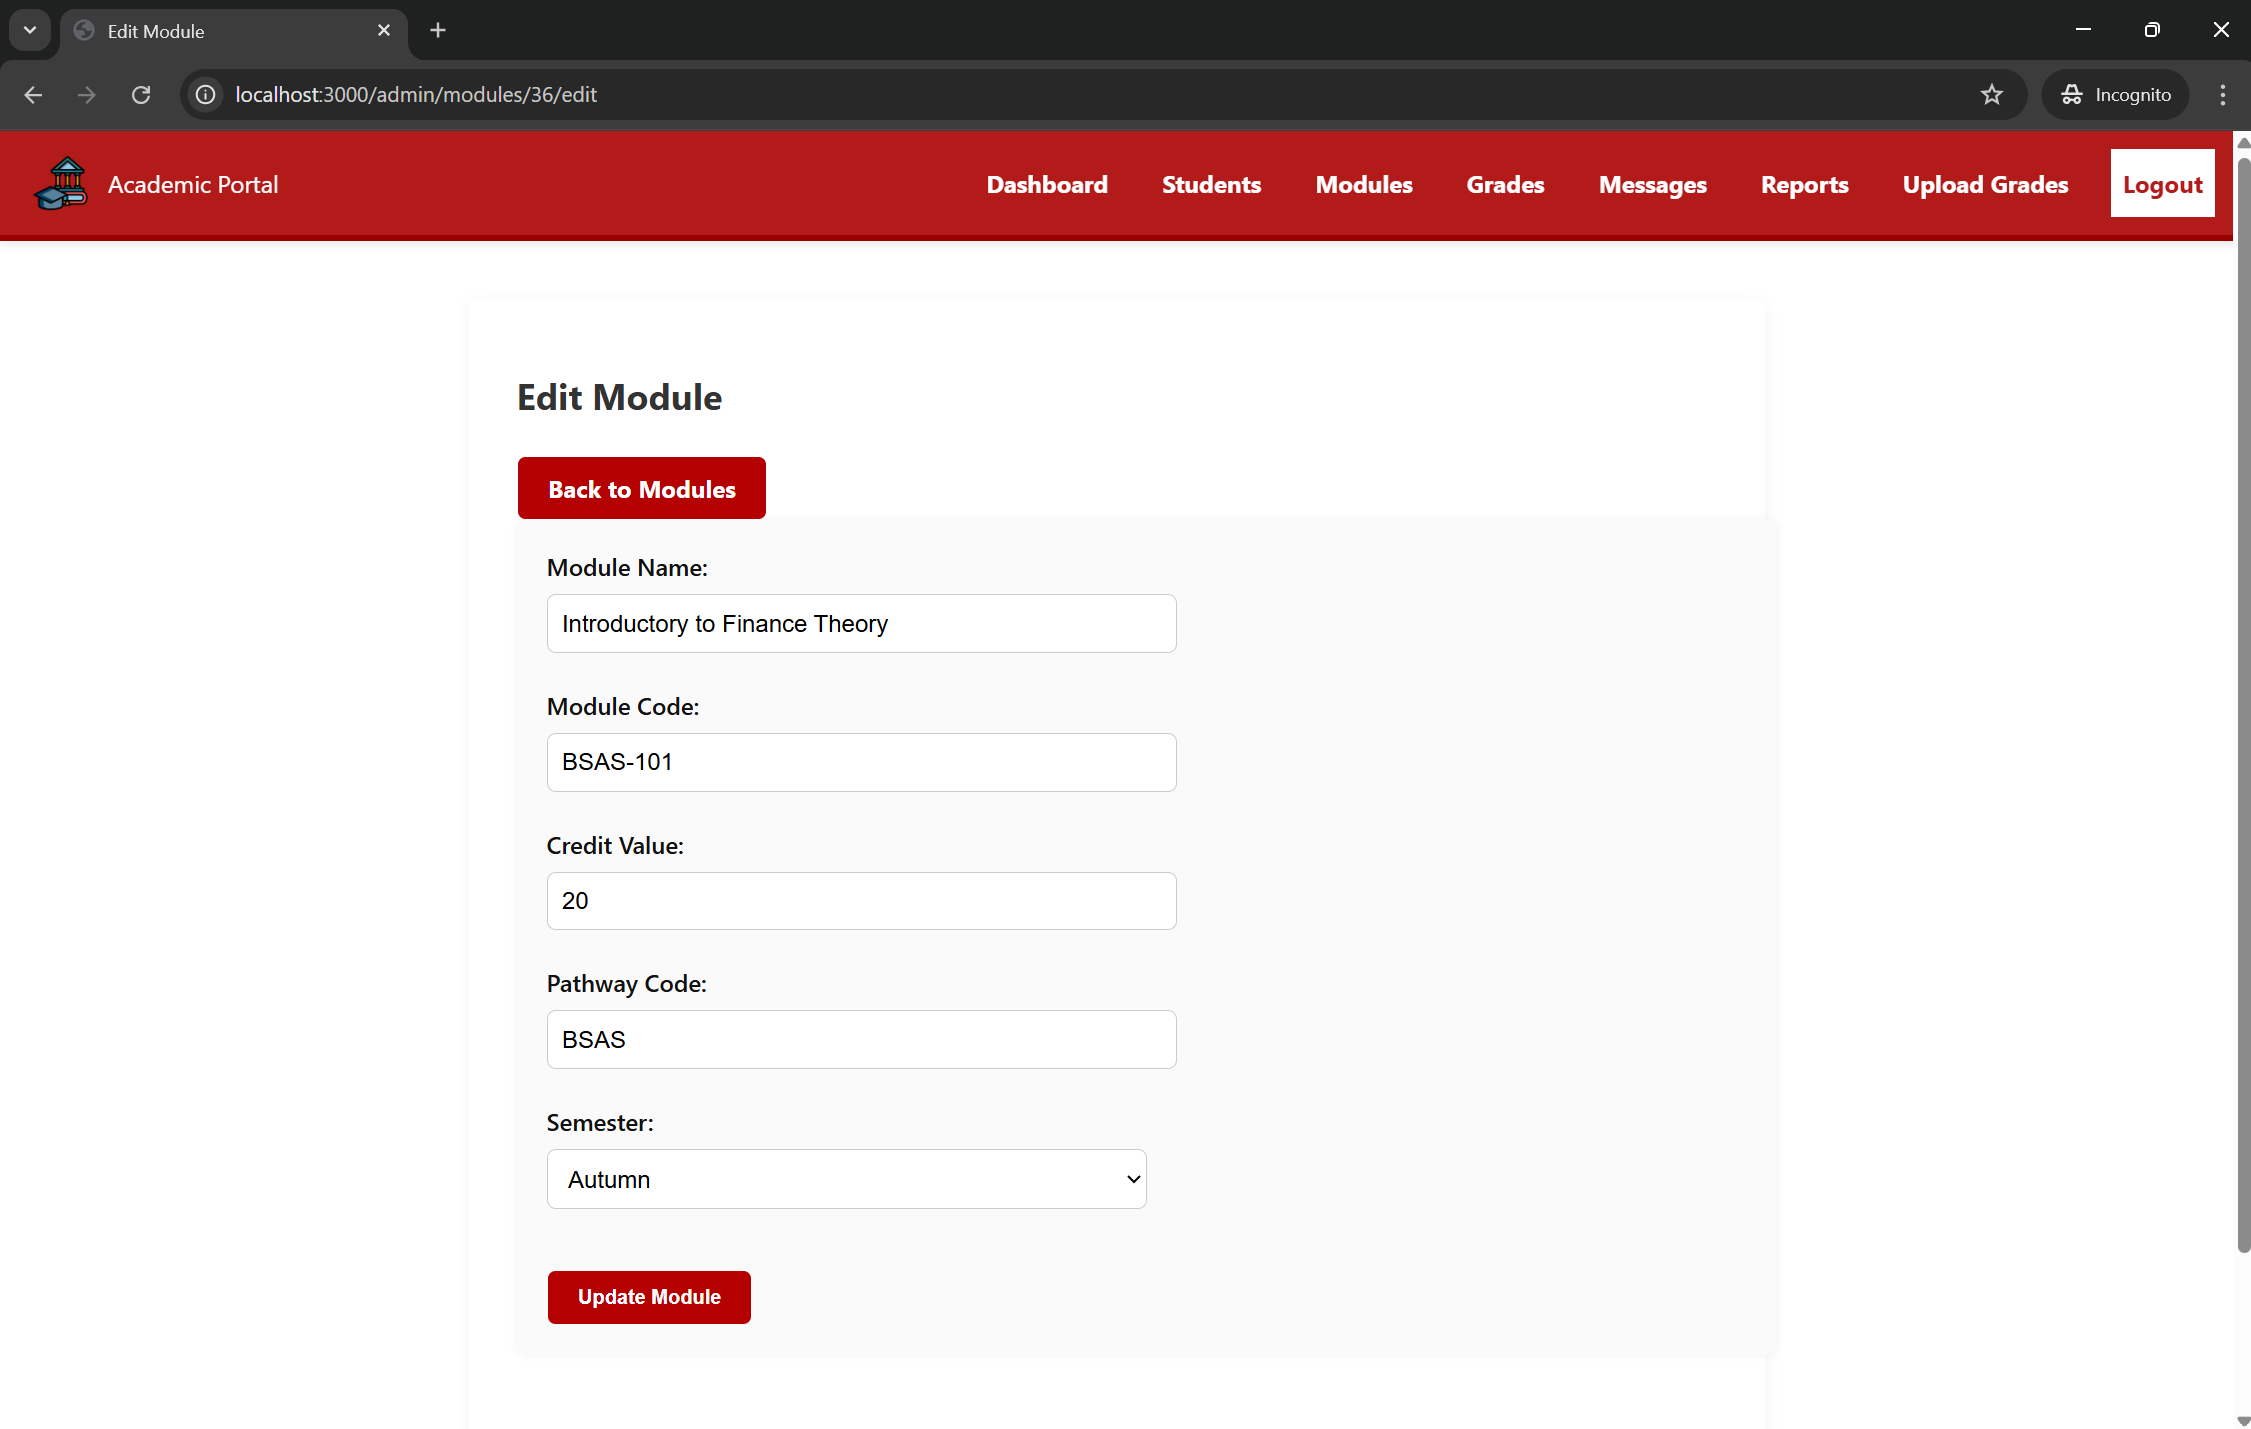 Edit Module
localhost:3000/admin/modules/36/edit
Incognito
Academic Portal
Dashboard
Students
Modules
Grades
Messages
Reports
Upload Grades
Logout
Edit Module
Back to Modules
Module Name:
Introductory to Finance Theory
Module Code:
BSAS-101
Credit Value:
20
Pathway Code:
BSAS
Semester:
Autumn
Update Module